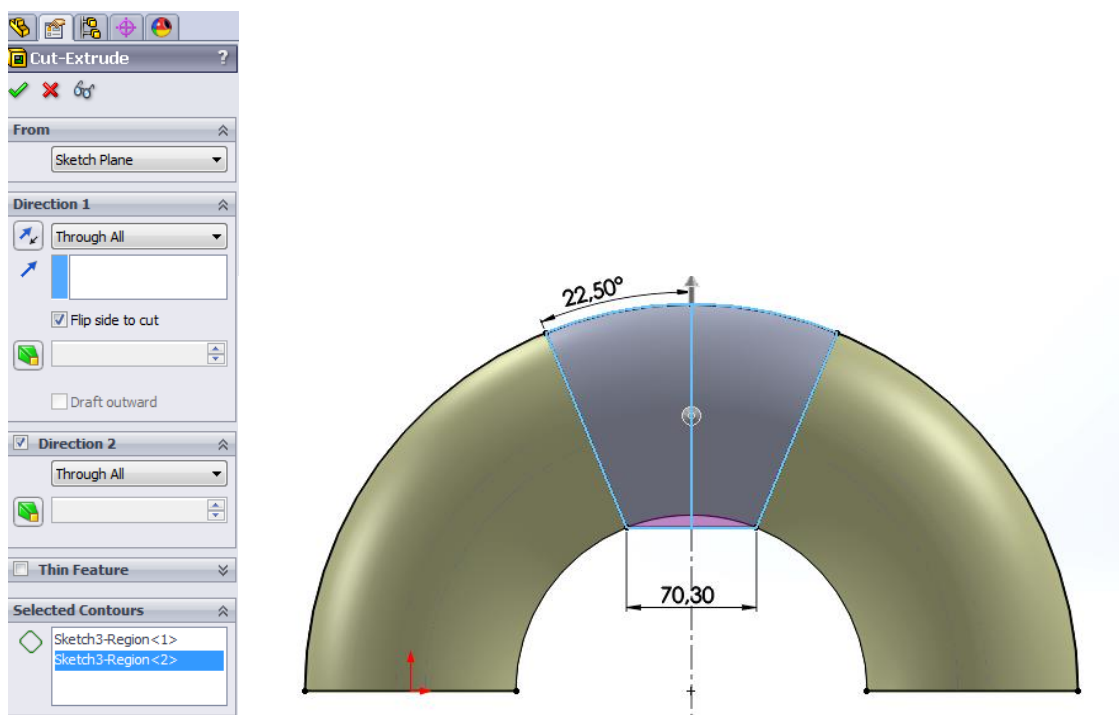 Cut-Extrude ?
From
Sketch Plane
Direction 1
Through All
Flip side to cut
Draft outward
Direction 2
Through All
Thin Feature
Selected Contours
Sketch3-Region<1>
Sketch3-Region<2>
22,50°
70,30